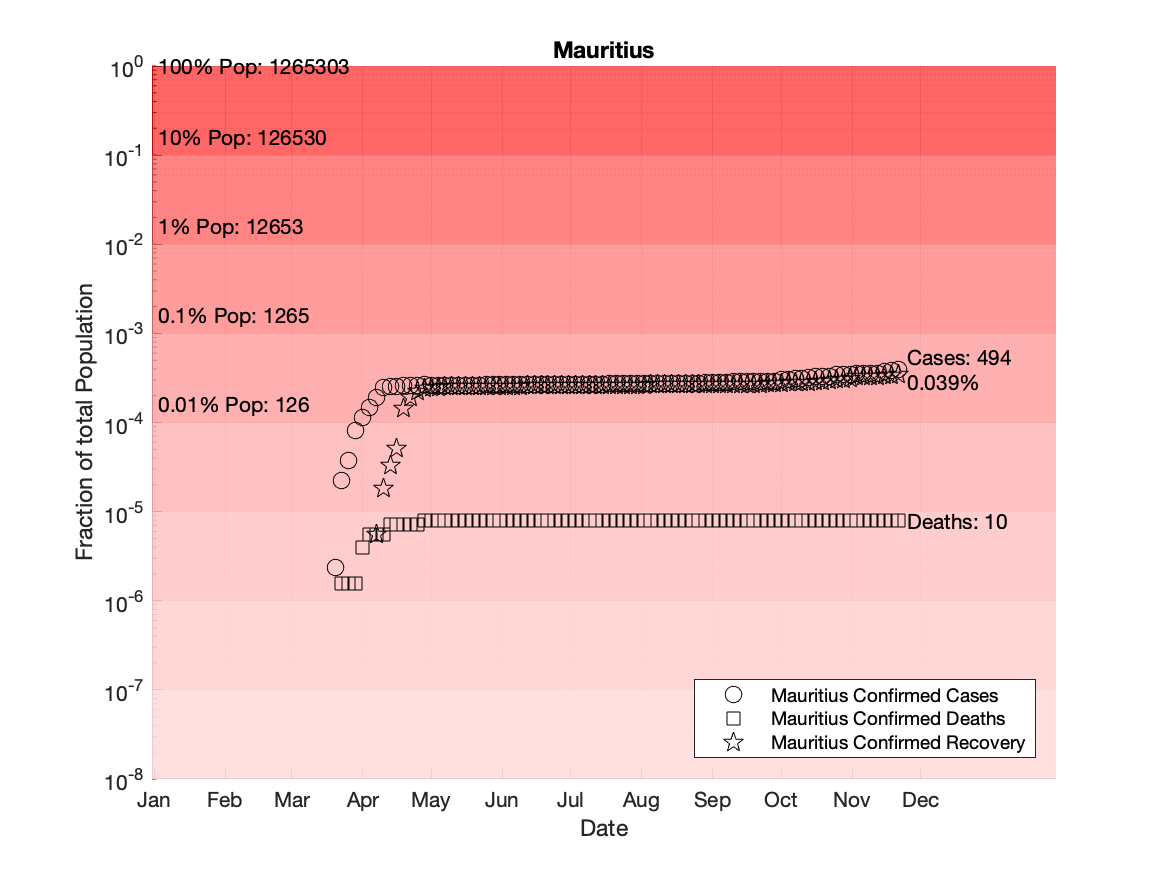 Mauritius
10^0
100% Pop: 1265303
10% Pop: 126530
10^-1
1% Pop: 12653
10^-2
0.1% Pop: 1265
10^-3
Cases: 494
0.039%
0.01% Pop: 126
10^-4
10^-5
Deaths: 10
10^-6
10^-7
10^-8
Fraction of total Population
Mauritius Confirmed Cases
Mauritius Confirmed Deaths
Mauritius Confirmed Recovery
Jan Feb Mar Apr May Jun Jul Aug Sep Oct Nov Dec
Date